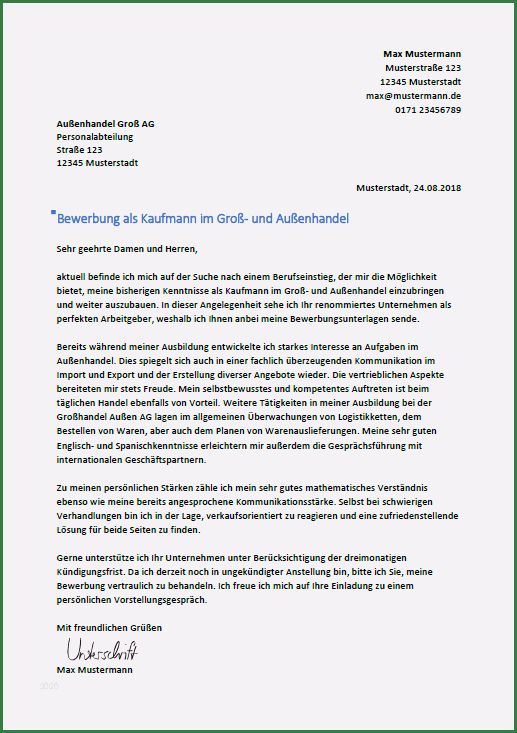 Max Mustermann
Musterstraße 123
12345 Musterstadt
max@mustermann.de
0171 23456789
Außenhandel Groß AG
Personalabteilung
Straße 123
12345 Musterstadt
Musterstadt, 24.08.2018
Bewerbung als Kaufmann im Groß- und Außenhandel
Sehr geehrte Damen und Herren,
aktuell befinde ich mich auf der Suche nach einem Berufseinstieg, der mir die Möglichkeit
bietet, meine bisherigen Kenntnisse als Kaufmann im Groß- und Außenhandel einzubringen
und weiter auszubauen. In dieser Angelegenheit sehe ich Ihr renommiertes Unternehmen als
perfekten Arbeitgeber, weshalb ich Ihnen anbei meine Bewerbungsunterlagen sende.
Bereits während meiner Ausbildung entwickelte ich starkes Interesse an Aufgaben im
Außenhandel. Dies spiegelt sich auch in einer fachlich überzeugenden Kommunikation im
Import und Export und der Erstellung diverser Angebote wieder. Die vertrieblichen Aspekte
bereiteten mir stets Freude. Mein selbstbewusstes und kompetentes Auftreten ist beim
täglichen Handel ebenfalls von Vorteil. Weitere Tätigkeiten in meiner Ausbildung bei der
Großhandel Außen AG lagen im allgemeinen Überwachungen von Logistikketten, dem
Bestellen von Waren, aber auch dem Planen von Warenauslieferungen. Meine sehr guten
Englisch- und Spanischkenntnisse erleichtern mir außerdem die Gesprächsführung mit
internationalen Geschäftspartnern.
Zu meinen persönlichen Stärken zähle ich mein sehr gutes mathematisches Verständnis
ebenso wie meine bereits angesprochene Kommunikationsstärke. Selbst bei schwierigen
Verhandlungen bin ich in der Lage, verkaufsorientiert zu reagieren und eine zufriedenstellende
Lösung für beide Seiten zu finden.
Gerne unterstütze ich Ihr Unternehmen unter Berücksichtigung der dreimonatigen
Kündigungsfrist. Da ich derzeit noch in ungekündigter Anstellung bin, bitte ich Sie, meine
Bewerbung vertraulich zu behandeln. Ich freue ich mich auf Ihre Einladung zu einem
persönlichen Vorstellungsgespräch.
Mit freundlichen Grüßen
Unterschrift
Max Mustermann